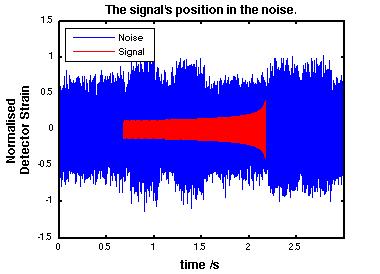 The signal's position in the noise.
1.5
Noise
Signal
1
0.5
0
-0.5
-1
-1.5
Normalised
Detector Strain
0 0.5 1 1.5 2 2.5
time /s